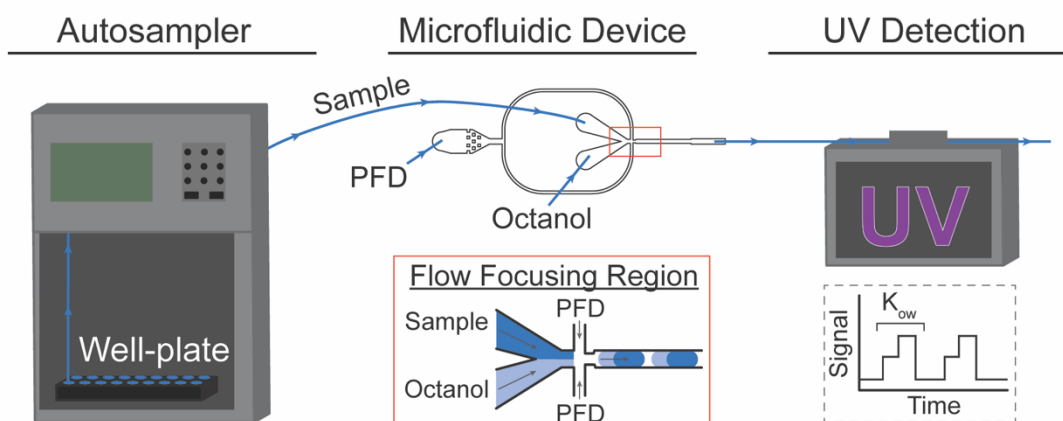 Autosampler
Microfluidic Device
UV Detection
Sample
PFD
Octanol
UV
Well-plate
Flow Focusing Region
Sample
PFD
Octanol
PFD
K_ow
Signal
Time